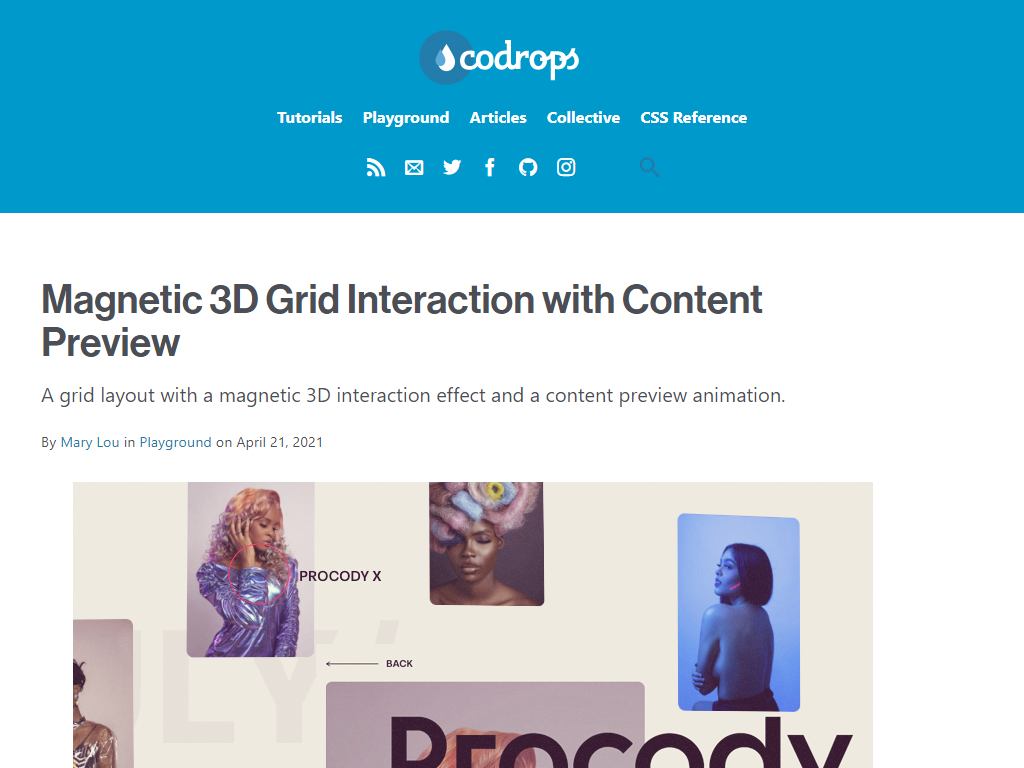 codrops
Tutorials Playground Articles Collective CSS Reference
Magnetic 3D Grid Interaction with Content
Preview
A grid layout with a magnetic 3D interaction effect and a content preview animation.
By Mary Lou in Playground on April 21, 2021
PROCODY X
LY'
BACK
Procody